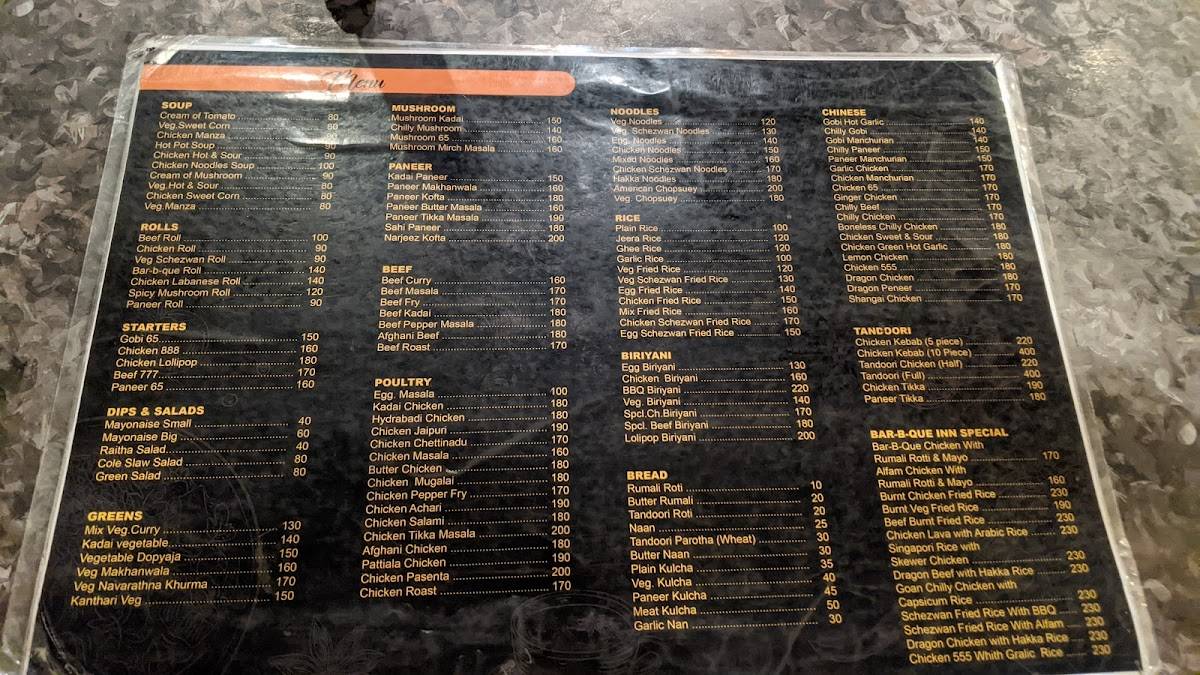 Menu
SOUP
Cream of Tomato 80
Veg.Sweet Corn 80
Chicken Manza 90
Hot Pot Soup 90
Chicken Hot & Sour 90
Chicken Noodles Soup 100
Cream of Mushroom 90
Veg.Hot & Sour 80
Chicken Sweet Corn 80
Veg.Manza 80
ROLLS
Beef Roll 100
Chicken Roll 90
Veg Schezwan Roll 90
Bar-b-que Roll 140
Chicken Labanese Roll 140
Spicy Mushroom Roll 120
Paneer Roll 90
STARTERS
Gobi 65 150
Chicken 888 160
Chicken Lollipop 180
Beef 777 170
Paneer 65 160
DIPS & SALADS
Mayonaise Small 40
Mayonaise Big 60
Raitha Salad 40
Cole Slaw Salad 80
Green Salad 80
GREENS
Mix Veg.Curry 130
Kadai vegetable 140
Vegetable Dopyaja 150
Veg Makhanwala 160
Veg Navarathna Khurma 170
Kanthari Veg 150
MUSHROOM
Mushroom Kadai 150
Chilly Mushroom 140
Mushroom 65 160
Mushroom Mirch Masala 160
PANEER
Kadai Paneer 150
Paneer Makhanwala 160
Paneer Kofta 180
Paneer Butter Masala 160
Paneer Tikka Masala 190
Sahi Paneer 180
Narjeez Kofta 200
BEEF
Beef Curry 160
Beef Masala 170
Beef Fry 170
Beef Kadai 180
Beef Pepper Masala 180
Afghani Beef 180
Beef Roast 170
POULTRY
Egg. Masala 100
Kadai Chicken 180
Hydrabadi Chicken 180
Chicken Jaipuri 190
Chicken Chettinadu 170
Chicken Masala 160
Butter Chicken 180
Chicken Mugalai 180
Chicken Pepper Fry 170
Chicken Achari 190
Chicken Salami 180
Chicken Tikka Masala 200
Afghani Chicken 180
Pattiala Chicken 190
Chicken Pasenta 200
Chicken Roast 170
NOODLES
Veg Noodles 120
Veg. Schezwan Noodles 130
Egg. Noodles 140
Chicken Noodles 150
Mixed Noodles 160
Chicken Schezwan Noodles 170
Hakka Noodles 170
American Chopsuey 200
Veg. Chopsuey 180
RICE
Plain Rice 100
Jeera Rice 120
Ghee Rice 120
Garlic Rice 100
Veg Fried Rice 120
Veg Schezwan Fried Rice 130
Egg Fried Rice 140
Chicken Fried Rice 150
Mix Fried Rice 160
Chicken Schezwan Fried Rice 170
Egg Schezwan Fried Rice 150
BIRIYANI
Egg Biriyani 130
Chicken Biriyani 160
BBQ Biriyani 220
Veg. Biriyani 140
Spcl.Ch.Biriyani 170
Spcl. Beef Biriyani 180
Lolipop Biriyani 200
BREAD
Rumali Roti 10
Butter Rumali 20
Tandoori Roti 20
Naan 25
Tandoori Parotha (Wheat) 30
Butter Naan 30
Plain Kulcha 35
Veg. Kulcha 40
Paneer Kulcha 45
Meat Kulcha 50
Garlic Nan 30
CHINESE
Gobi Hot Garlic 140
Chilly Gobi 140
Gobi Manchurian 140
Chilly Paneer 150
Paneer Manchurian 150
Garlic Chicken 170
Chicken Manchurian 170
Chicken 65 170
Ginger Chicken 170
Chilly Beef 170
Chilly Chicken 170
Boneless Chilly Chicken 180
Chicken Sweet & Sour 180
Chicken Green Hot Garlic 180
Lemon Chicken 180
Chicken 555 180
Dragon Chicken 180
Dragon Peneer 170
Shangai Chicken 170
TANDOORI
Chicken Kebab (5 piece) 220
Chicken Kebab (10 Piece) 400
Tandoori Chicken (Half) 220
Tandoori (Full) 400
Chicken Tikka 190
Paneer Tikka 180
BAR-B-QUE INN SPECIAL
Bar-B-Que Chicken With
Rumali Rotti & Mayo 170
Alfam Chicken With
Rumali Rotti & Mayo 160
Burnt Chicken Fried Rice 230
Burnt Veg Fried Rice 190
Beef Burnt Fried Rice 230
Chicken Lava with Arabic Rice 230
Singapori Rice with
Skewer Chicken 230
Dragon Beef with Hakka Rice 230
Goan Chilly Chicken with
Capsicum Rice 230
Schezwan Fried Rice With BBQ 230
Schezwan Fried Rice With Alfam 230
Dragon Chicken with Hakka Rice 230
Chicken 555 Whith Gralic Rice 230